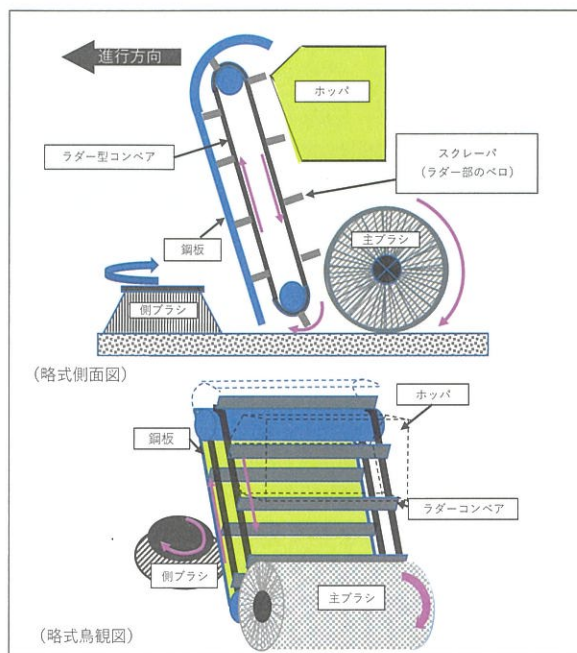 進行方向
ホッパ
ラダー型コンベア
スクレーパ
(ラダー部のベロ)
主ブラシ
鋼板
側ブラシ
(略式側面図)
ホッパ
鋼板
ラダーコンベア
側ブラシ
主ブラシ
(略式鳥観図)